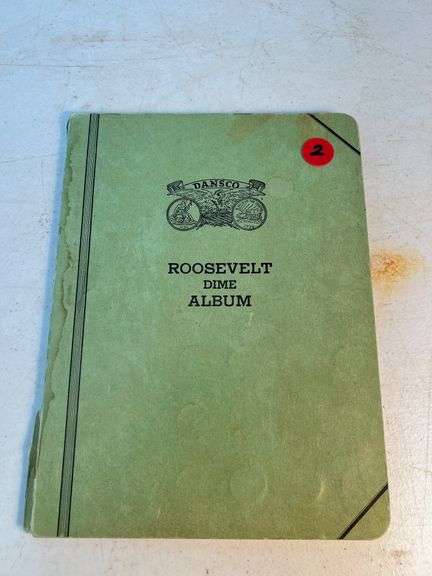 2
DANSCO
ROOSEVELT
DIME
ALBUM